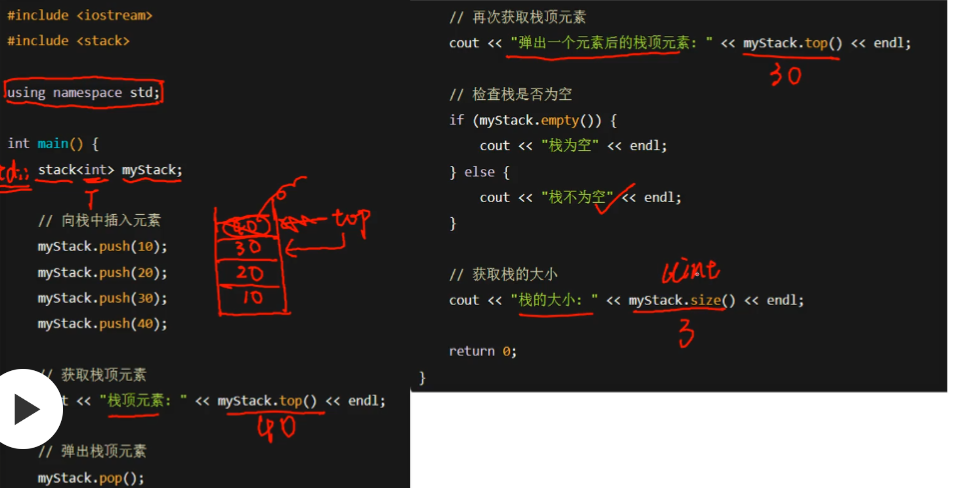 #include <iostream>
#include <stack>
using namespace std;
int main() {
td:: stack<int> myStack;
T
// 向栈中插入元素
myStack.push(10);
myStack.push(20);
myStack.push(30);
myStack.push(40);
40
top
30
20
10
// 获取栈顶元素
t << "栈顶元素: " << myStack.top() << endl;
40
// 弹出栈顶元素
myStack.pop();
// 再次获取栈顶元素
cout << "弹出一个元素后的栈顶元素: " << myStack.top() << endl;
30
// 检查栈是否为空
if (myStack.empty()) {
cout << "栈为空" << endl;
} else {
cout << "栈不为空" << endl;
}
// 获取栈的大小
uint
cout << "栈的大小: " << myStack.size() << endl;
3
return 0;
}